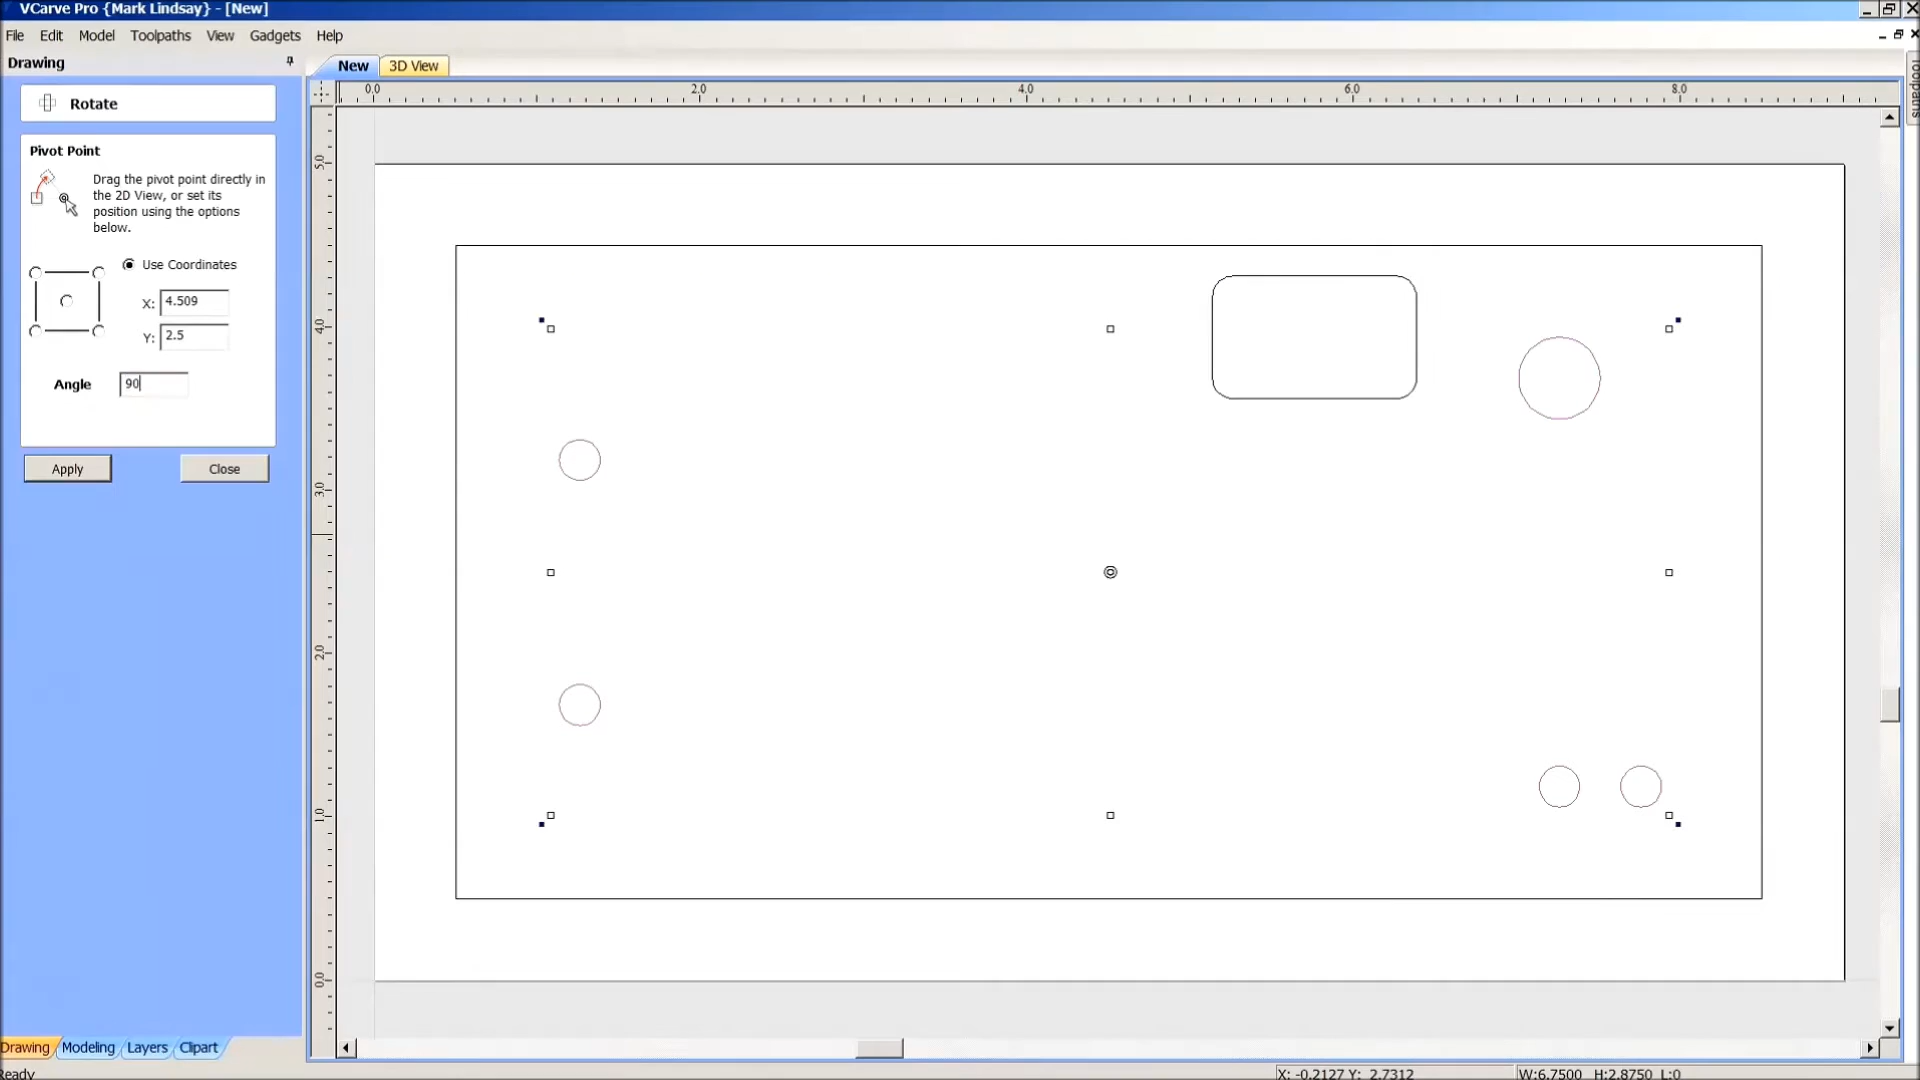 VCarve Pro {Mark Lindsay} - [New]
File Edit Model Toolpaths View Gadgets Help
Drawing
New 3D View
Rotate
0.0 2.0 4.0 6.0 8.0
Toolpaths
Pivot Point
Drag the pivot point directly in
the 2D View, or set its
position using the options
below.
Use Coordinates
X: 4.509
Y: 2.5
Angle 90
Apply Close
5.0
4.0
3.0
2.0
1.0
0.0
Drawing Modeling Layers Clipart
Ready X: -0.2127 Y: 2.7312 W:6.7500 H:2.8750 L:0